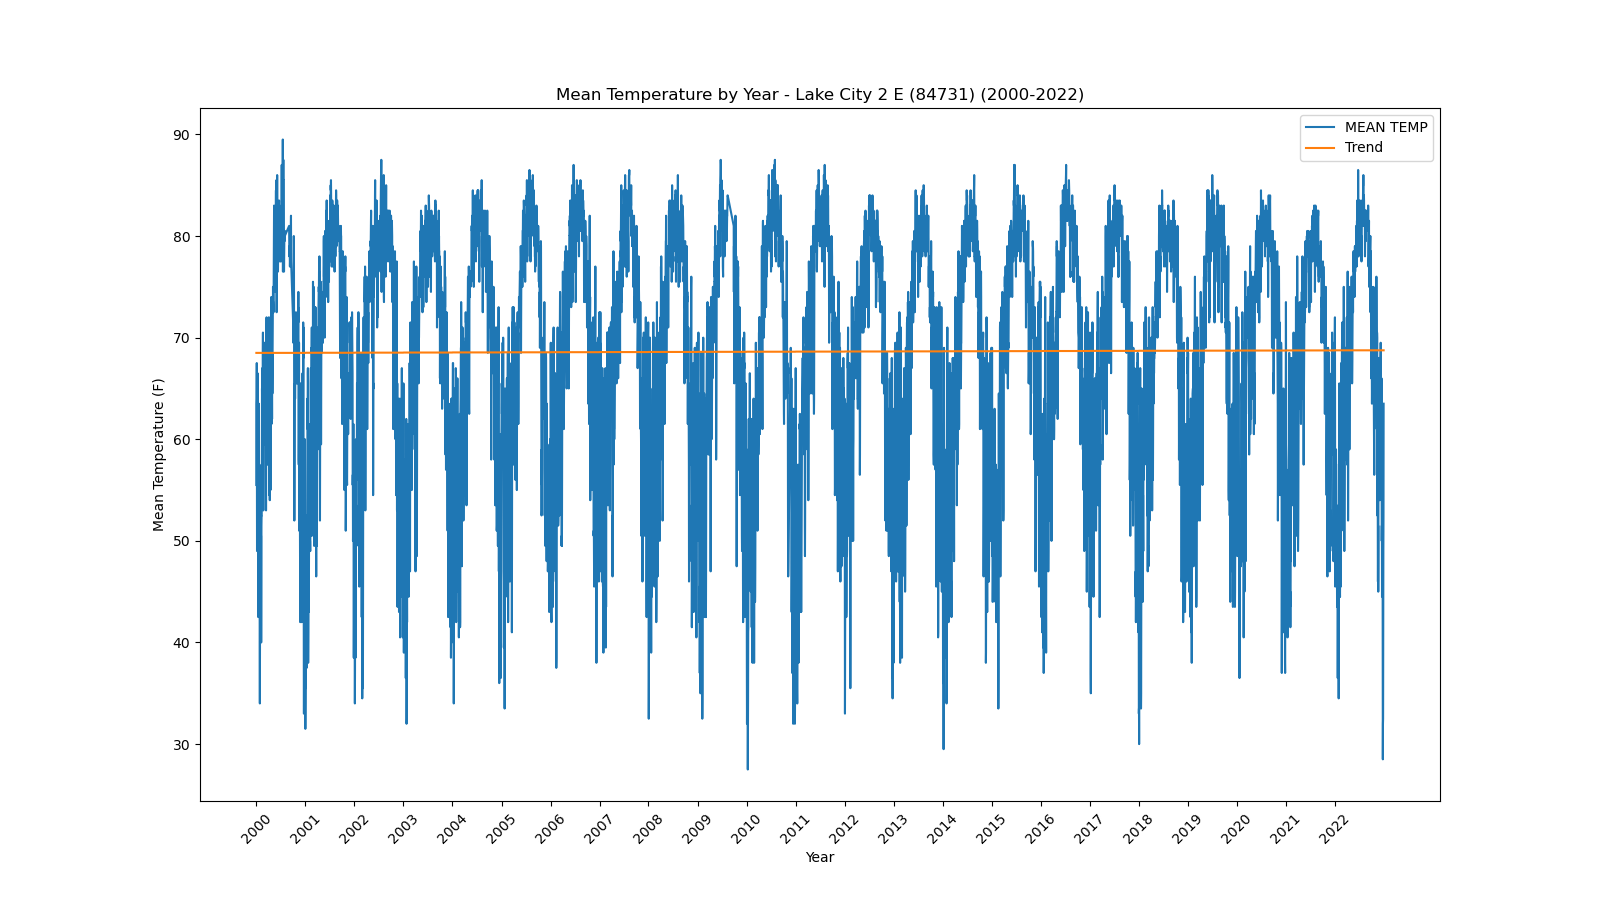 Mean Temperature by Year - Lake City 2 E (84731) (2000-2022)
MEAN TEMP
Trend
Mean Temperature (F)
90
80
70
60
50
40
30
2000 2001 2002 2003 2004 2005 2006 2007 2008 2009 2010 2011 2012 2013 2014 2015 2016 2017 2018 2019 2020 2021 2022
Year